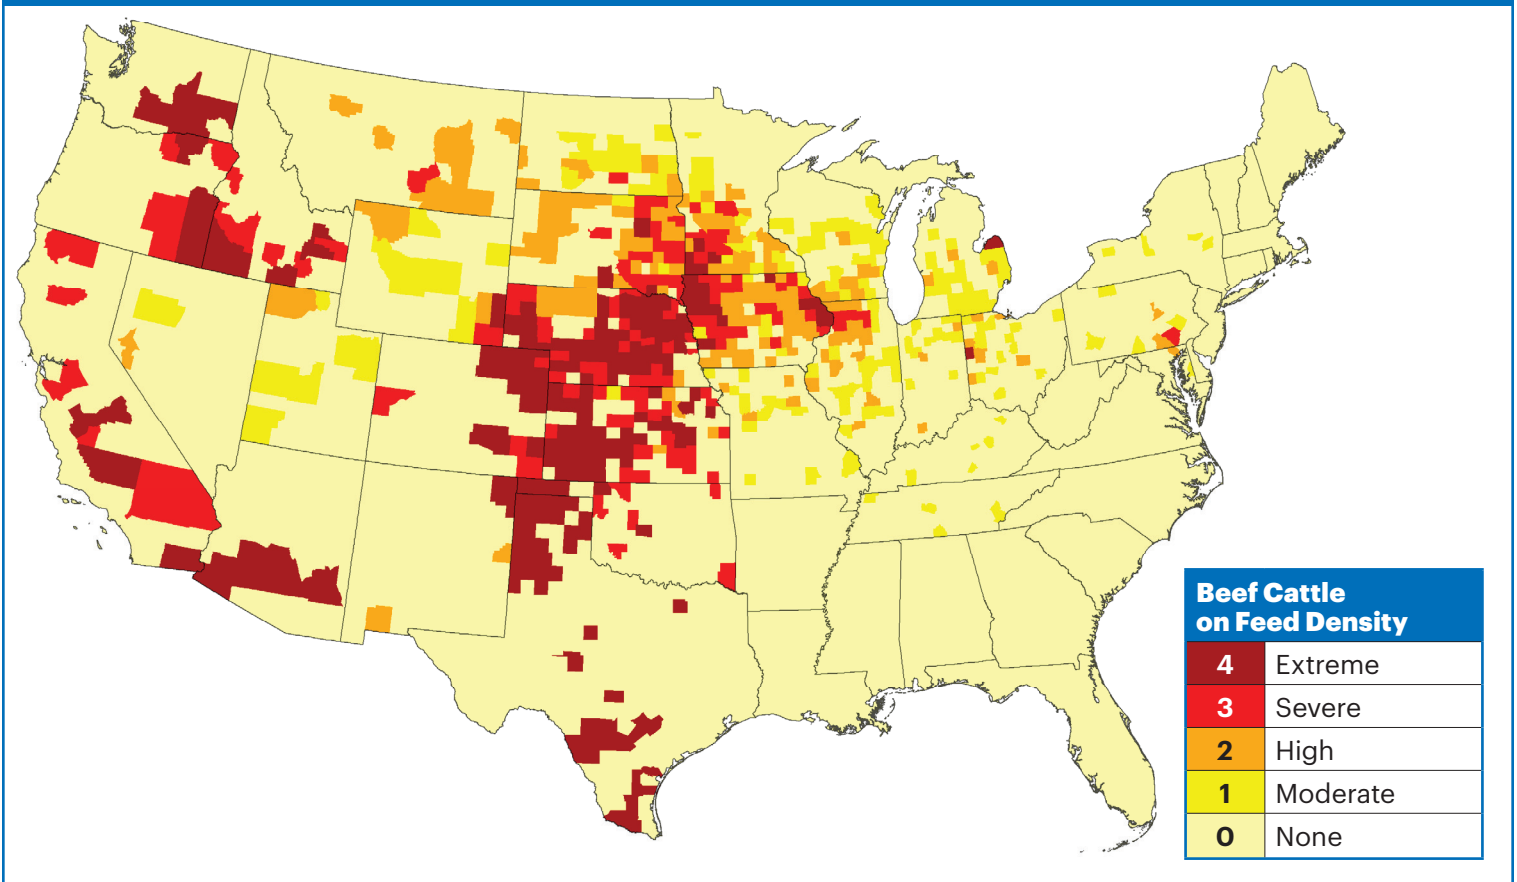 Beef Cattle
on Feed Density
4 Extreme
3 Severe
2 High
1 Moderate
0 None